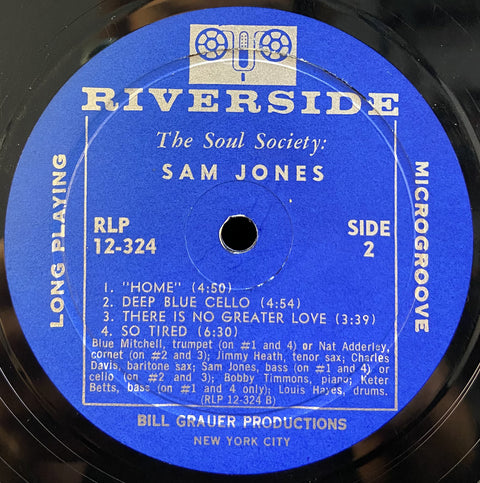 RIVERSIDE
The Soul Society:
SAM JONES
LONG PLAYING
MICROGROOVE
RLP
12-324
SIDE
2
1. "HOME" (4:50)
2. DEEP BLUE CELLO (4:54)
3. THERE IS NO GREATER LOVE (3:39)
4. SO TIRED (6:30)
Blue Mitchell, trumpet (on #1 and 4) or Nat Adderley,
cornet (on #2 and 3); Jimmy Heath, tenor sax; Charles
Davis, baritone sax; Sam Jones, bass (on #1 and 4) or
cello (on #2 and 3); Bobby Timmons, piano; Keter
Betts, bass (on #1 and 4 only); Louis Hayes, drums.
(RLP 12-324 B)
BILL GRAUER PRODUCTIONS
NEW YORK CITY